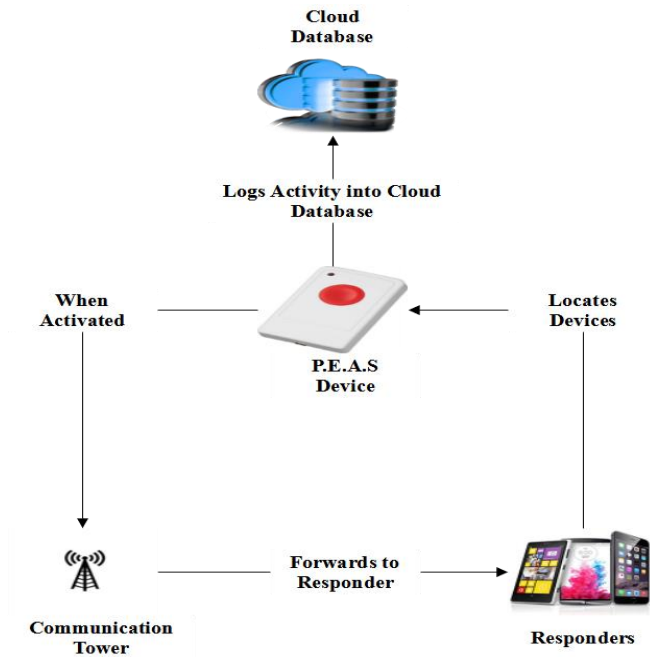 Cloud
Database
Logs Activity into Cloud
Database
When
Activated
Locates
Devices
P.E.A.S
Device
Forwards to
Responder
Communication
Tower
Responders